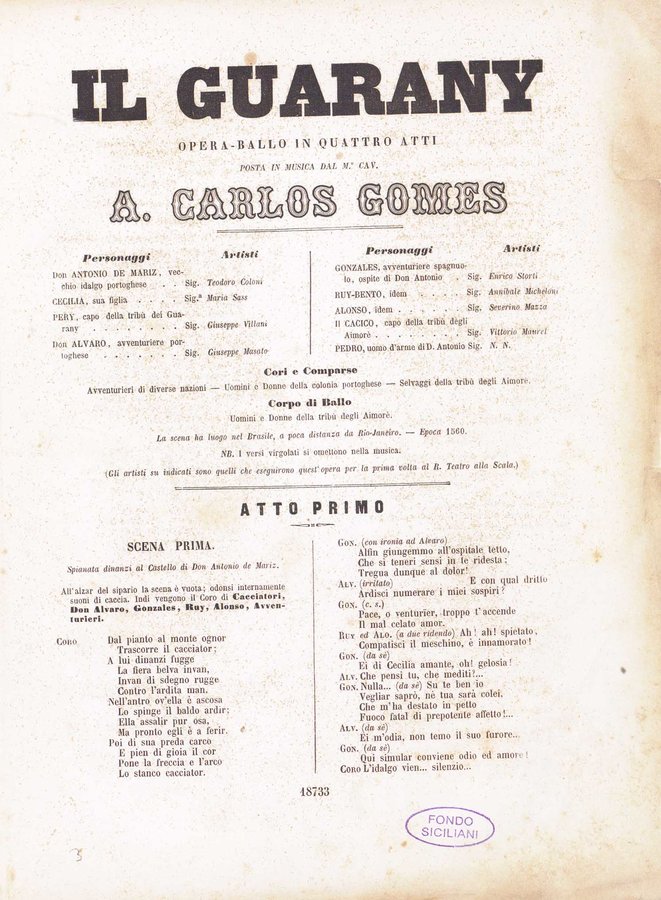 IL GUARANY
OPERA-BALLO IN QUATTRO ATTI
POSTA IN MUSICA DAL M.° CAV.
A. CARLOS GOMES
Personaggi Artisti
Don ANTONIO DE MARIZ, vec-
chio idalgo portoghese . . . Sig. Teodoro Coloni
CECILIA, sua figlia . . . . Sig.ª Maria Sass
PERY, capo della tribù dei Gua-
rany . . . . . . . . Sig. Giuseppe Villani
Don ALVARO, avventuriere por-
toghese . . . . . . . . Sig. Giuseppe Masato
Personaggi Artisti
GONZALES, avventuriere spagnuo-
lo, ospite di Don Antonio . Sig. Enrico Storti
RUY-BENTO, idem . . . . . Sig. Annibale Micheloni
ALONSO, idem . . . . . . Sig. Severino Mazza
Il CACICO, capo della tribù degli
Aimorè . . . . . . . . Sig. Vittorio Maurel
PEDRO, uomo d'arme di D. Antonio Sig. N. N.
Cori e Comparse
Avventurieri di diverse nazioni — Uomini e Donne della colonia portoghese — Selvaggi della tribù degli Aimorè.
Corpo di Ballo
Uomini e Donne della tribù degli Aimorè.
La scena ha luogo nel Brasile, a poca distanza da Rio-Janeiro. — Epoca 1560.
NB. I versi virgolati si omettono nella musica.
(Gli artisti su indicati sono quelli che eseguirono quest'opera per la prima volta al R. Teatro alla Scala.)
ATTO PRIMO
SCENA PRIMA.
Spianata dinanzi al Castello di Don Antonio de Mariz.
All'alzar del sipario la scena è vuota; odonsi internamente
suoni di caccia. Indi vengono il Coro di Cacciatori,
Don Alvaro, Gonzales, Ruy, Alonso, Avven-
turieri.
CORO Dal pianto al monte ognor
Trascorre il cacciator;
A lui dinanzi fugge
La fiera belva invan,
Invan di sdegno rugge
Contro l'ardita man.
Nell'antro ov'ella è ascosa
Lo spinge il baldo ardir;
Ella assalir pur osa,
Ma pronto egli è a ferir.
Poi di sua preda carco
E pien di gioia il cor
Pone la freccia e l'arco
Lo stanco cacciator.
GON. (con ironia ad Alvaro)
Alfin giungemmo all'ospitale tetto,
Che sì teneri sensi in te ridesta;
Tregua dunque al dolor!
ALV. (irritato) E con qual dritto
Ardisci numerare i miei sospiri?
GON. (c. s.)
Pace, o venturier, troppo t'accende
Il mal celato amor.
RUY ed ALO. (a due ridendo) Ah! ah! spietato,
Compatisci il meschino, è innamorato!
GON. (da sè)
Ei di Cecilia amante, oh! gelosia!
ALV. Che pensi tu, che mediti?...
GON. Nulla... (da sè) Su te ben io
Vegliar saprò, nè tua sarà colei.
Che m'ha destato in petto
Fuoco fatal di prepotente affetto!...
ALV. (da sè)
Ei m'odia, non temo il suo furore...
GON. (da sè)
Qui simular conviene odio ed amore!
CORO L'idalgo vien... silenzio...
18733
FONDO
SICILIANI